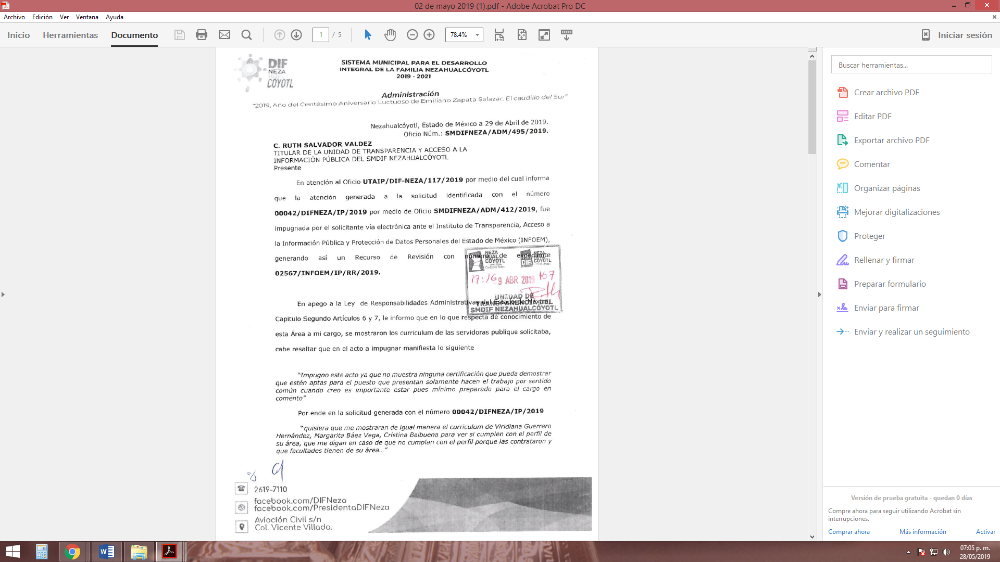 02 de mayo 2019 (1).pdf - Adobe Acrobat Pro DC
Archivo Edición Ver Ventana Ayuda
Inicio Herramientas Documento 1 / 5 78.4% Iniciar sesión
DIF
NEZA
HUAL
COYOTL
SISTEMA MUNICIPAL PARA EL DESARROLLO
INTEGRAL DE LA FAMILIA NEZAHUALCÓYOTL
2019 - 2021
Administración
"2019, Año del Centésimo Aniversario Luctuoso de Emiliano Zapata Salazar, El caudillo del Sur"
Nezahualcóyotl, Estado de México a 29 de Abril de 2019.
Oficio Núm.: SMDIFNEZA/ADM/495/2019.
C. RUTH SALVADOR VALDEZ
TITULAR DE LA UNIDAD DE TRANSPARENCIA Y ACCESO A LA
INFORMACIÓN PÚBLICA DEL SMDIF NEZAHUALCÓYOTL
Presente
En atención al Oficio UTAIP/DIF-NEZA/117/2019 por medio del cual informa
que la atención generada a la solicitud identificada con el número
00042/DIFNEZA/IP/2019 por medio de Oficio SMDIFNEZA/ADM/412/2019, fue
impugnada por el solicitante vía electrónica ante el Instituto de Transparencia, Acceso a
la Información Pública y Protección de Datos Personales del Estado de México (INFOEM),
generando así un Recurso de Revisión con número de expediente
02567/INFOEM/IP/RR/2019.
NEZA
HUAL
COYOTL
Ciudad de Todos
NEZA
HUAL
COYOTL
DIF
17:16 9 ABR 2019 167
UNIDAD DE
TRANSPARENCIA DEL
SMDIF NEZAHUALCÓYOTL
En apego a la Ley de Responsabilidades Administrativas del Estado de México,
Capitulo Segundo Artículos 6 y 7, le informo que en lo que respecta de conocimiento de
esta Área a mi cargo, se mostraron los curriculum de las servidoras publique solicitaba,
cabe resaltar que en el acto a impugnar manifiesta lo siguiente
"Impugno este acto ya que no muestra ninguna certificación que pueda demostrar
que estén aptas para el puesto que presentan solamente hacen el trabajo por sentido
común cuando creo es importante estar pues mínimo preparado para el cargo en
comento"
Por ende en la solicitud generada con el número 00042/DIFNEZA/IP/2019
"quisiera que me mostraran de igual manera el curriculum de Viridiana Guerrero
Hernández, Margarita Báez Vega, Cristina Balbuena para ver si cumplen con el perfil de
su área, que me digan en caso de que no cumplan con el perfil porque las contrataron y
que facultades tienen de su área..."
2619-7110
facebook.com/DIFNeza
facebook.com/PresidentaDIFNeza
Aviación Civil s/n
Col. Vicente Villada.
Buscar herramientas...
Crear archivo PDF
Editar PDF
Exportar archivo PDF
Comentar
Organizar páginas
Mejorar digitalizaciones
Proteger
Rellenar y firmar
Preparar formulario
Enviar para firmar
Enviar y realizar un seguimiento
Versión de prueba gratuita - quedan 0 días
Compre ahora para seguir utilizando Acrobat sin
interrupciones.
Comprar ahora Más información Activar
07:05 p. m.
28/05/2019